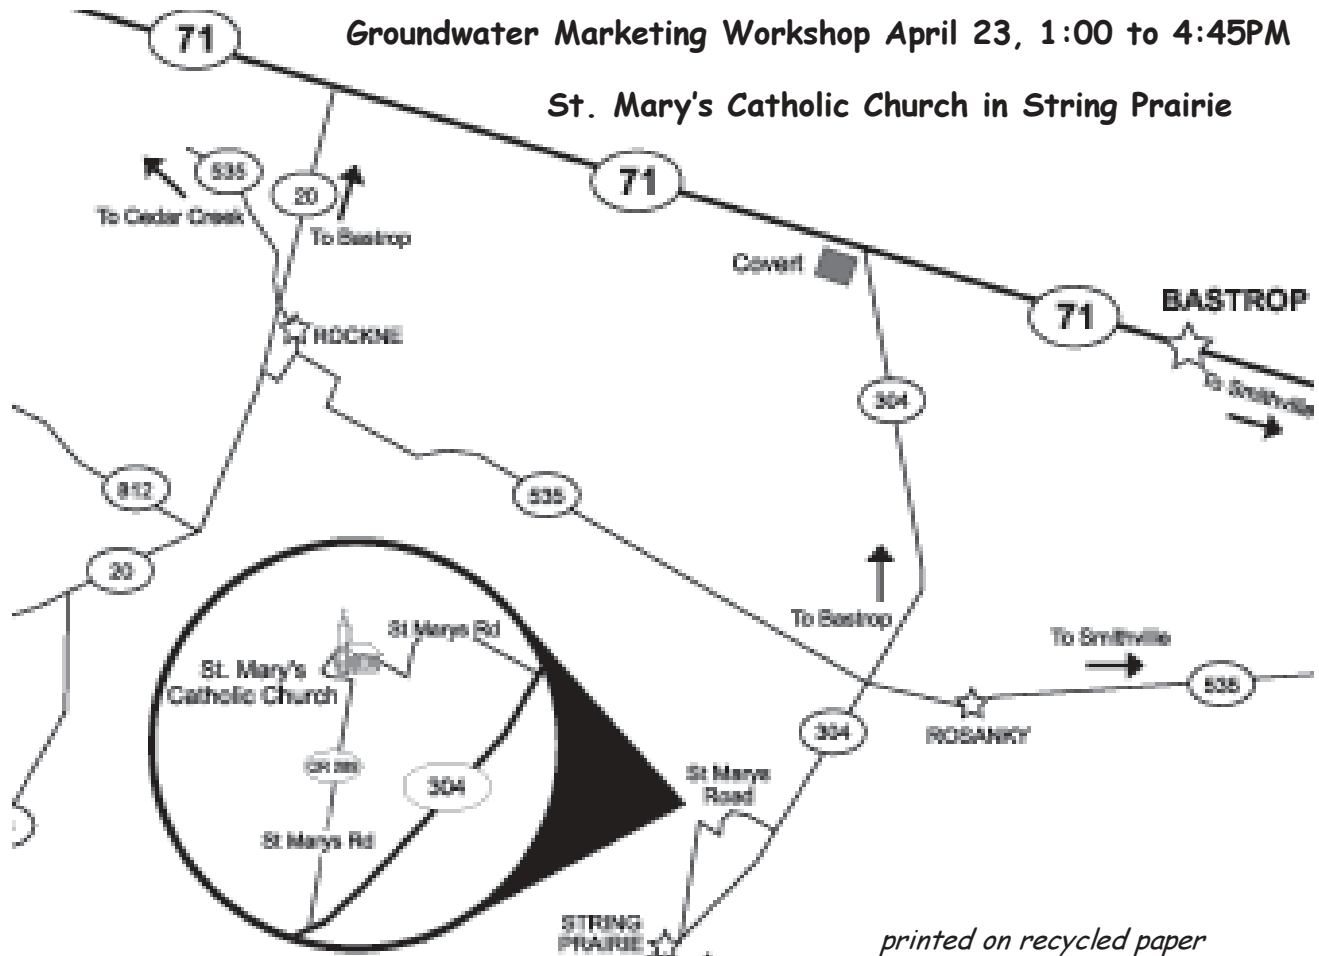 71
Groundwater Marketing Workshop April 23, 1:00 to 4:45PM
St. Mary's Catholic Church in String Prairie
535
20
71
To Cedar Creek
To Bastrop
Covert
BASTROP
71
ROCKNE
To Smithville
304
812
535
20
To Bastrop
St Marys Rd
To Smithville
St. Mary's
Catholic Church
535
304
ROSANKY
304
St Marys
Road
St Marys Rd
STRING
PRAIRIE
printed on recycled paper